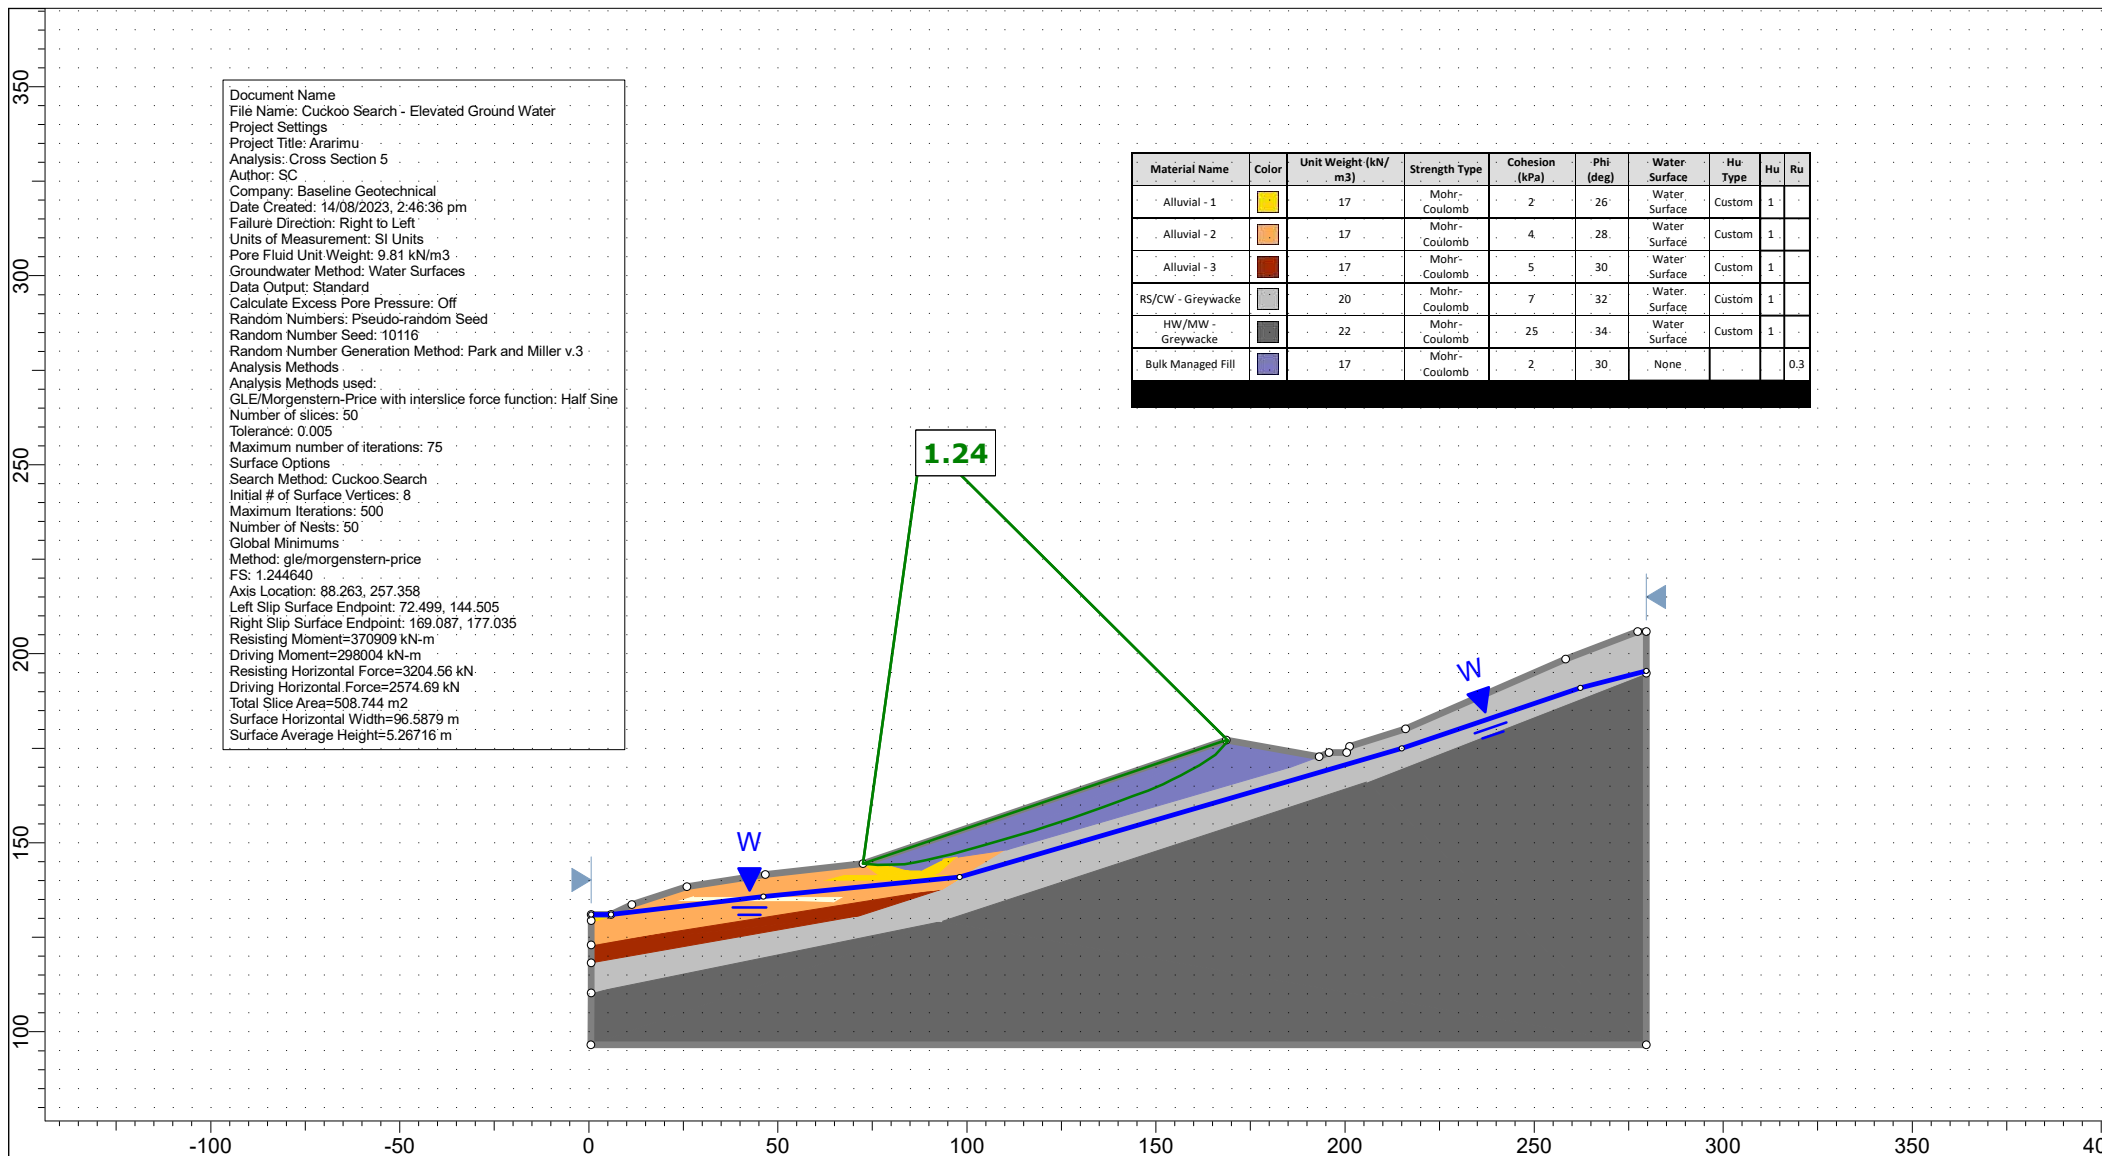 Document Name
File Name: Cuckoo Search - Elevated Ground Water
Project Settings
Project Title: Ararimu
Analysis: Cross Section 5
Author: SC
Company: Baseline Geotechnical
Date Created: 14/08/2023, 2:46:36 pm
Failure Direction: Right to Left
Units of Measurement: SI Units
Pore Fluid Unit Weight: 9.81 kN/m3
Groundwater Method: Water Surfaces
Data Output: Standard
Calculate Excess Pore Pressure: Off
Random Numbers: Pseudo-random Seed
Random Number Seed: 10116
Random Number Generation Method: Park and Miller v.3
Analysis Methods
Analysis Methods used:
GLE/Morgenstern-Price with interslice force function: Half Sine
Number of slices: 50
Tolerance: 0.005
Maximum number of iterations: 75
Surface Options
Search Method: Cuckoo Search
Initial # of Surface Vertices: 8
Maximum Iterations: 500
Number of Nests: 50
Global Minimums
Method: gle/morgenstern-price
FS: 1.244640
Axis Location: 88.263, 257.358
Left Slip Surface Endpoint: 72.499, 144.505
Right Slip Surface Endpoint: 169.087, 177.035
Resisting Moment=370909 kN-m
Driving Moment=298004 kN-m
Resisting Horizontal Force=3204.56 kN
Driving Horizontal Force=2574.69 kN
Total Slice Area=508.744 m2
Surface Horizontal Width=96.5879 m
Surface Average Height=5.26716 m
Material Name Color Unit Weight (kN/m3) Strength Type Cohesion (kPa) Phi (deg) Water Surface Hu Type Hu Ru
Alluvial - 1 17 Mohr-Coulomb 2 26 Water Surface Custom 1
Alluvial - 2 17 Mohr-Coulomb 4 28 Water Surface Custom 1
Alluvial - 3 17 Mohr-Coulomb 5 30 Water Surface Custom 1
RS/CW - Greywacke 20 Mohr-Coulomb 7 32 Water Surface Custom 1
HW/MW - Greywacke 22 Mohr-Coulomb 25 34 Water Surface Custom 1
Bulk Managed Fill 17 Mohr-Coulomb 2 30 None 0.3
1.24
W
W
350
300
250
200
150
100
-100 -50 0 50 100 150 200 250 300 350 40